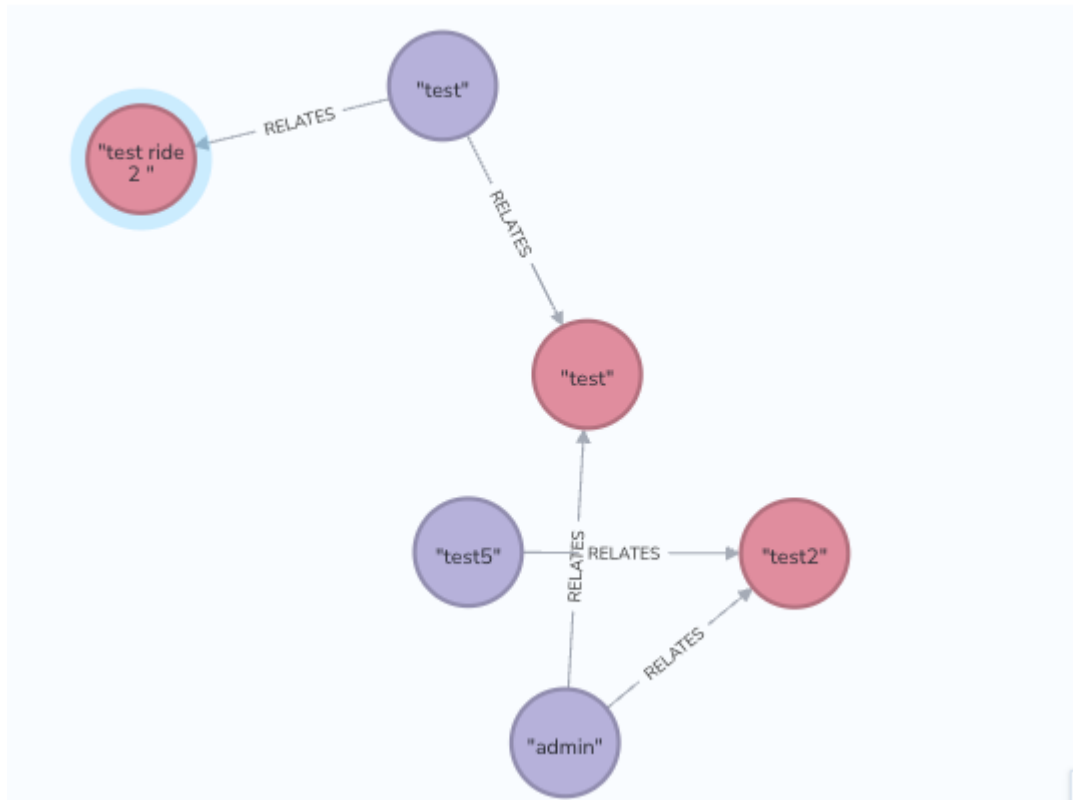 "test"
RELATES
"test ride
2 "
RELATES
"test"
RELATES
"test5"
RELATES
"test2"
RELATES
"admin"